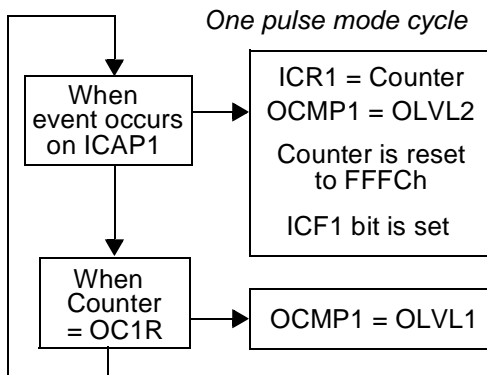 One pulse mode cycle
When
event occurs
on ICAP1
ICR1 = Counter
OCMP1 = OLVL2
Counter is reset
to FFFCh
ICF1 bit is set
When
Counter
= OC1R
OCMP1 = OLVL1